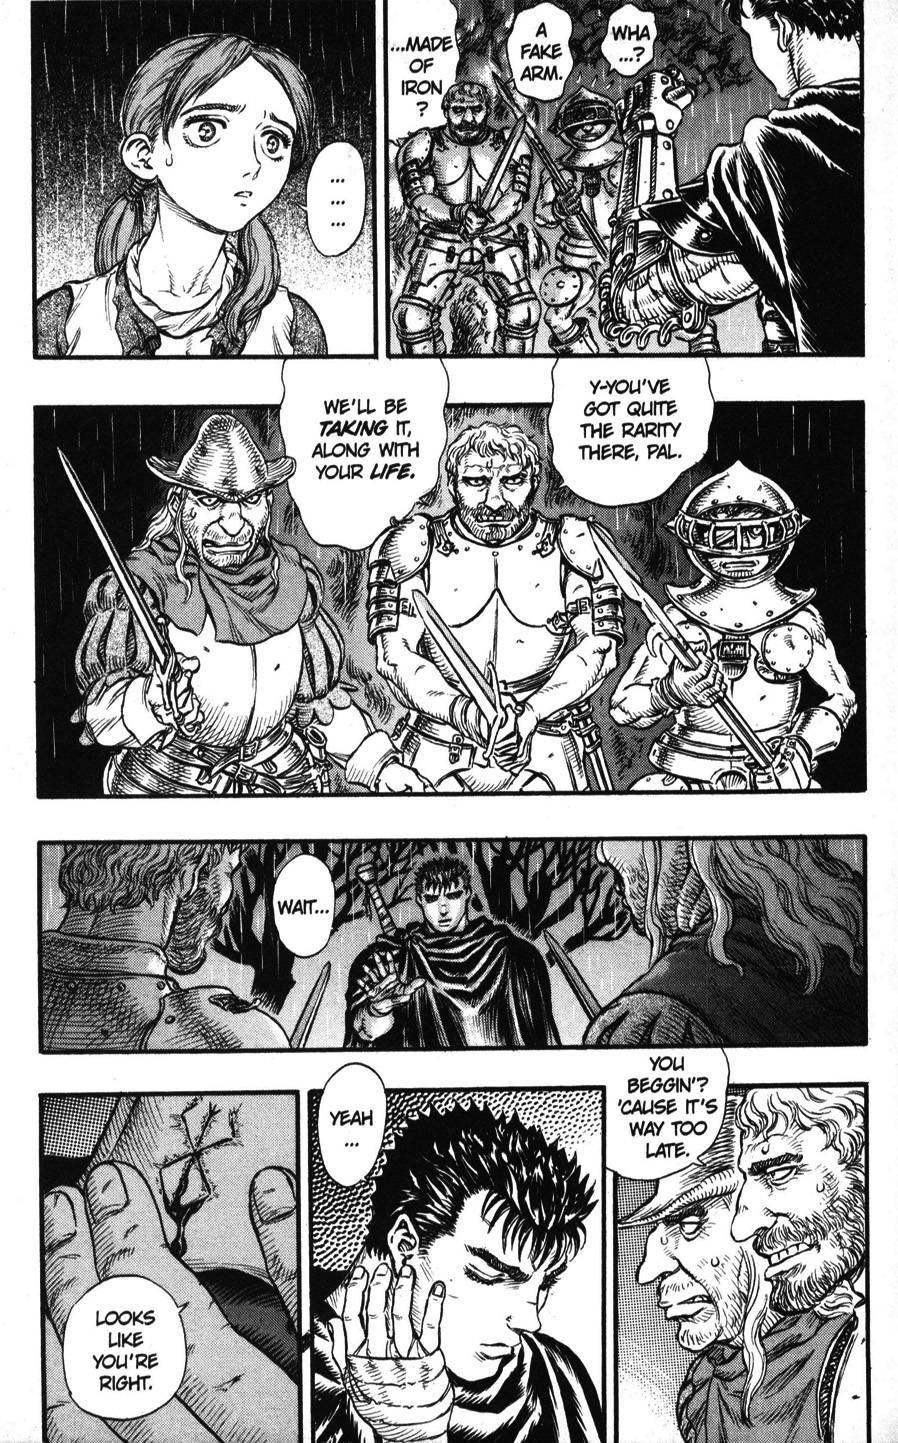 WHA
...?
A
FAKE
ARM.
...MADE
OF
IRON
?
...
...
...
Y-YOU'VE
GOT QUITE
THE RARITY
THERE, PAL.
WE'LL BE
TAKING IT,
ALONG WITH
YOUR LIFE.
WAIT...
YOU
BEGGIN'?
'CAUSE IT'S
WAY TOO
LATE.
YEAH
...
LOOKS
LIKE
YOU'RE
RIGHT.